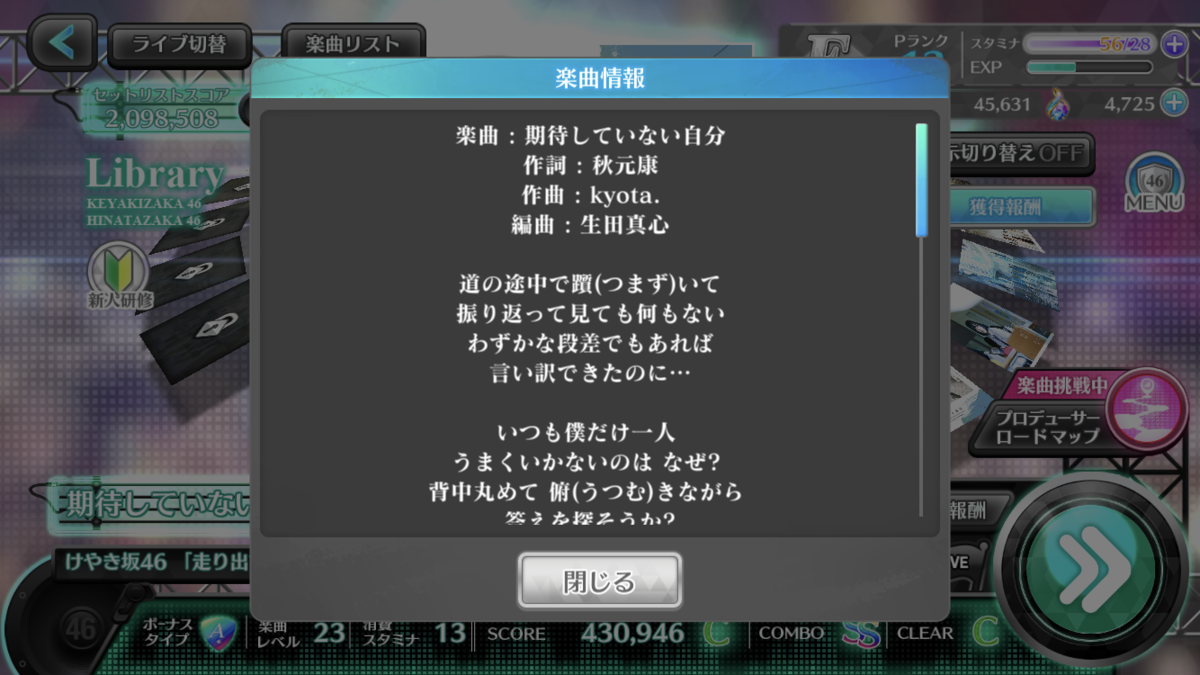 ライブ切替
楽曲リスト
Pランク
スタミナ 56/28
EXP
45,631
4,725
セットリストスコア
2,098,508
Library
KEYAKIZAKA 46
HINATAZAKA 46
新人研修
楽曲情報
楽曲：期待していない自分
作詞：秋元康
作曲：kyota.
編曲：生田真心
道の途中で躓(つまず)いて
振り返って見ても何もない
わずかな段差でもあれば
言い訳できたのに…
いつも僕だけ一人
うまくいかないのは なぜ?
背中丸めて 俯(うつむ)きながら
答えを探そうか?
閉じる
切り替えOFF
46
MENU
獲得報酬
楽曲挑戦中
プロデューサー
ロードマップ
報酬
期待していない
けやき坂46 「走り出
46
ボーナス
タイプ
A
楽曲
レベル 23
消費
スタミナ 13
SCORE 430,946 C
COMBO SS
CLEAR C